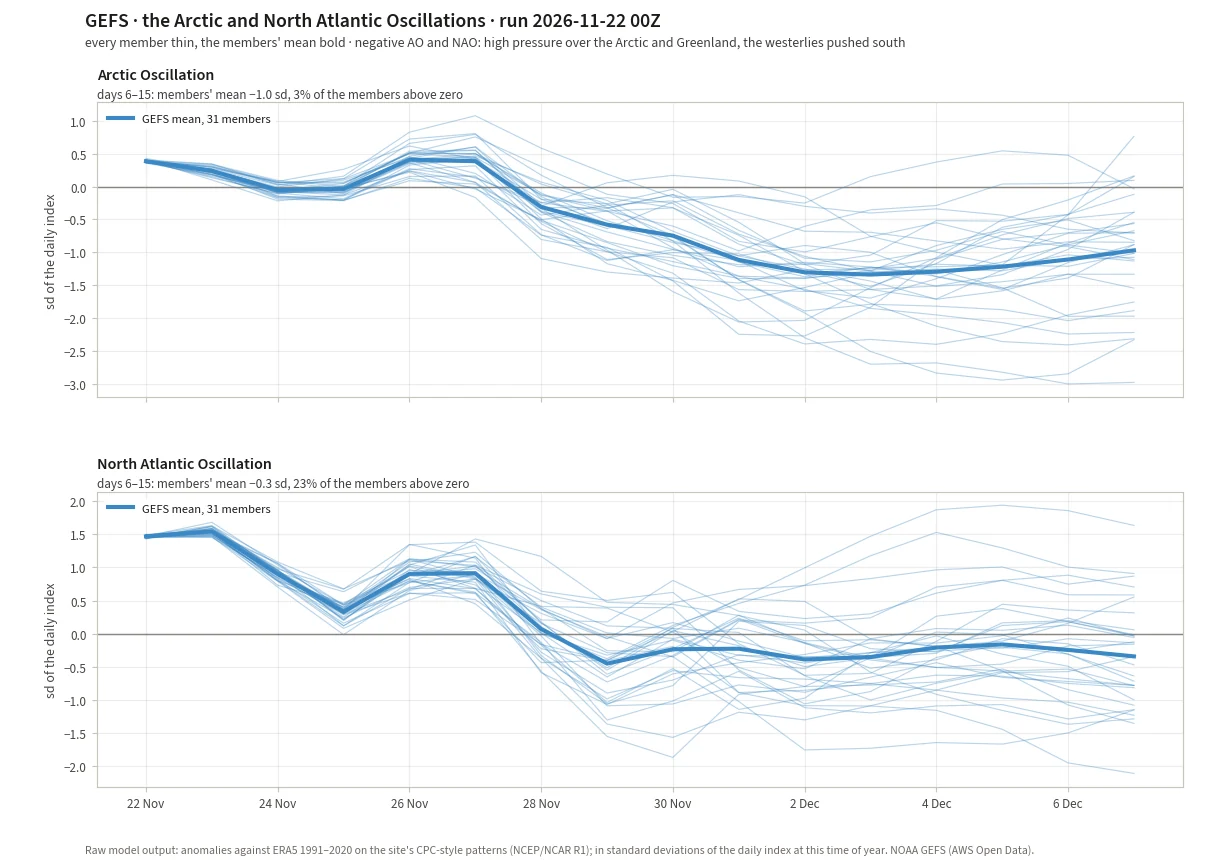 GEFS · the Arctic and North Atlantic Oscillations · run 2026-11-22 00Z
every member thin, the members' mean bold · negative AO and NAO: high pressure over the Arctic and Greenland, the westerlies pushed south
Arctic Oscillation
days 6–15: members' mean −1.0 sd, 3% of the members above zero
GEFS mean, 31 members
sd of the daily index
1.0
0.5
0.0
−0.5
−1.0
−1.5
−2.0
−2.5
−3.0
North Atlantic Oscillation
days 6–15: members' mean −0.3 sd, 23% of the members above zero
GEFS mean, 31 members
sd of the daily index
2.0
1.5
1.0
0.5
0.0
−0.5
−1.0
−1.5
−2.0
22 Nov 24 Nov 26 Nov 28 Nov 30 Nov 2 Dec 4 Dec 6 Dec
Raw model output: anomalies against ERA5 1991–2020 on the site's CPC-style patterns (NCEP/NCAR R1); in standard deviations of the daily index at this time of year. NOAA GEFS (AWS Open Data).